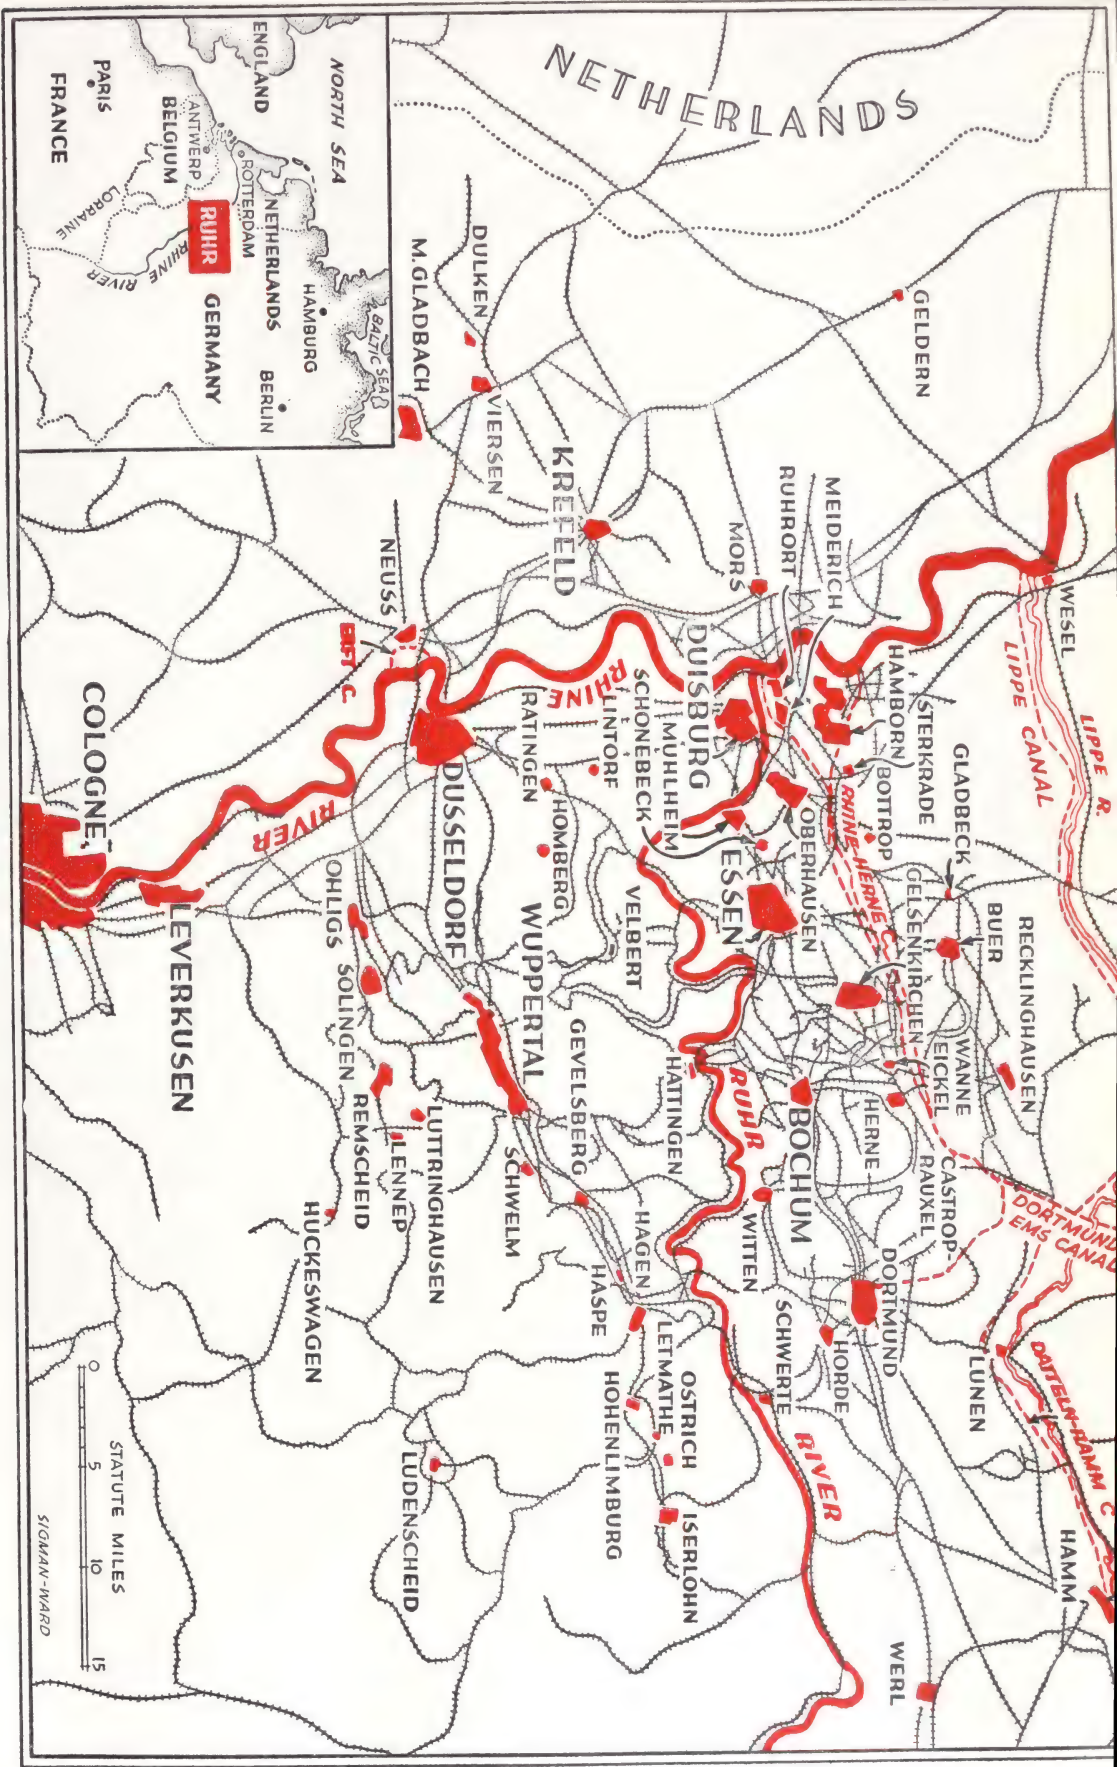 NETHERLANDS
GELDERN
DULKEN
M.GLADBACH
VIERSEN
KREFELD
MORS
RUHRORT
MEIDERICH
NEUSS
ERFT C.
WESEL
LIPPE R.
LIPPE CANAL
HAMBORN
STERKRADE
BOTROP
GLADBECK
BUER
RECKLINGHAUSEN
RHINE-HERNE C.
GELSENKIRCHEN
WANNE
EICKEL
HERNE
CASTROP-
RAUXEL
DORTMUND
EMS CANAL
DATTELN-HAMM C
HAMM
LUNEN
DORTMUND
HORDE
SCHWERTE
WITTEN
BOCHUM
OBERHAUSEN
ESSEN
DUISBURG
MUHLHEIM
SCHONEBECK
LINTORF
RATINGEN
HOMBERG
VELBERT
RHINE
RIVER
RUHR
RIVER
HATTINGEN
WERL
DUSSELDORF
WUPPERTAL
GEVELSBERG
SCHWELM
HAGEN
HASPE
LETMATHE
OSTRICH
HOHENLIMBURG
ISERLOHN
LUDENSCHEID
OHLIGS
SOLINGEN
REMSCHEID
LENNEP
LUTTRINGHAUSEN
HUCKESWAGEN
COLOGNE
LEVERKUSEN
NORTH SEA
ENGLAND
BALTIC SEA
HAMBURG
BERLIN
NETHERLANDS
ROTTERDAM
ANTWERP
BELGIUM
RUHR
GERMANY
RHINE
RIVER
LORRAINE
PARIS
FRANCE
0 5 10 15
STATUTE MILES
SIGMAN-WARD